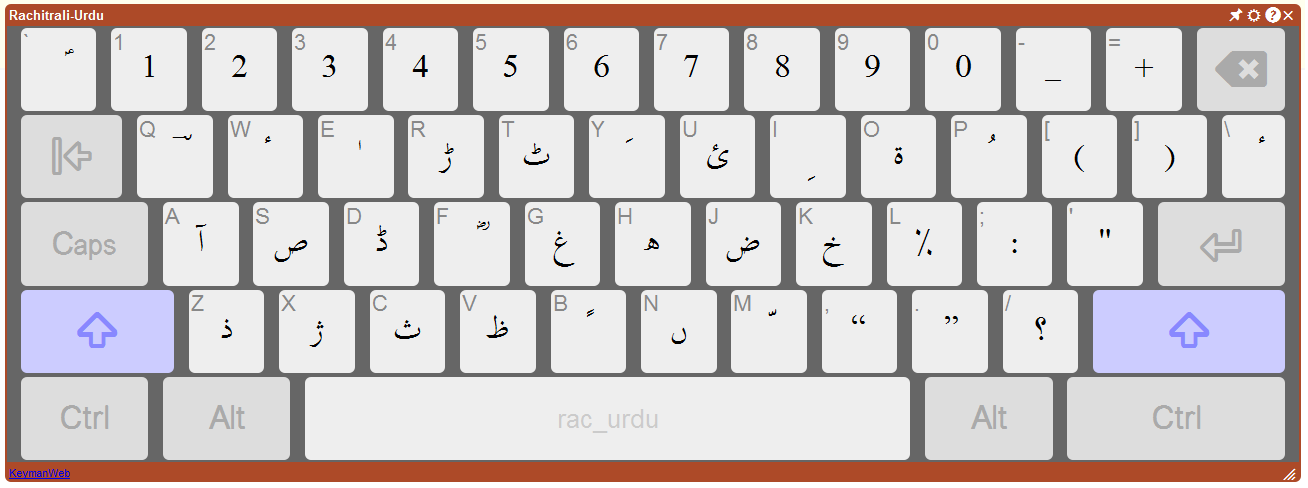 Rachitrali-Urdu ?
` ؑ 1 1 2 2 3 3 4 4 5 5 6 6 7 7 8 8 9 9 0 0 - _ = +
Q W E ٰ R ڑ T ٹ Y َ U ئ I ِ O ۃ P ُ [ ( ] ) \ ٔ
Caps A آ S ص D ڈ F G غ H ھ J ض K خ L ٪ ; : ' "
Z ذ X ژ C ث V ظ B ً N ں M ّ , “ . ” / ؟
Ctrl Alt rac_urdu Alt Ctrl
KeymanWeb